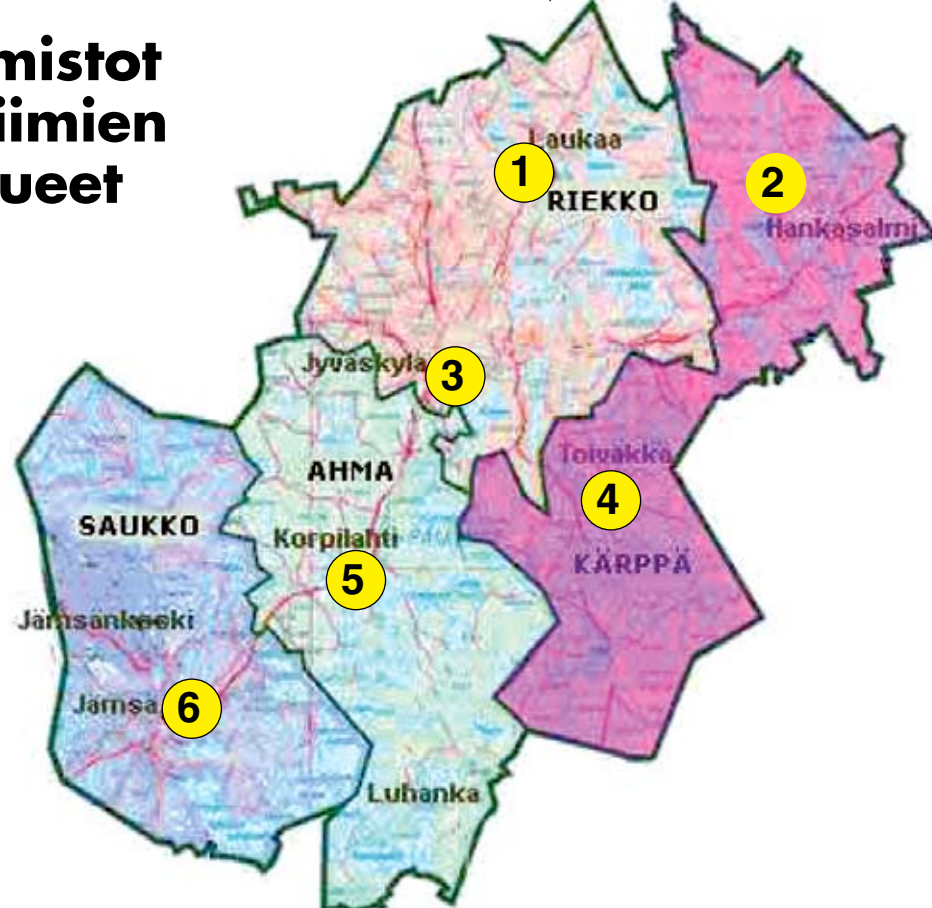 mistot
iimien
ueet
Laukaa
1
2
RIEKKO
Hankasalmi
Jyväskylä
3
Toivakka
AHMA
4
SAUKKO
Korpilahti
KÄRPPÄ
5
Jämsänkoski
Jämsä
6
Luhanka